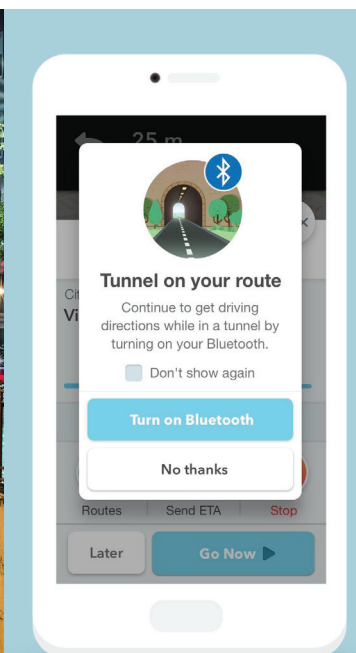 25 m
Tunnel on your route
Continue to get driving
directions while in a tunnel by
turning on your Bluetooth.
Don't show again
Turn on Bluetooth
No thanks
Routes
Send ETA
Stop
Later
Go Now